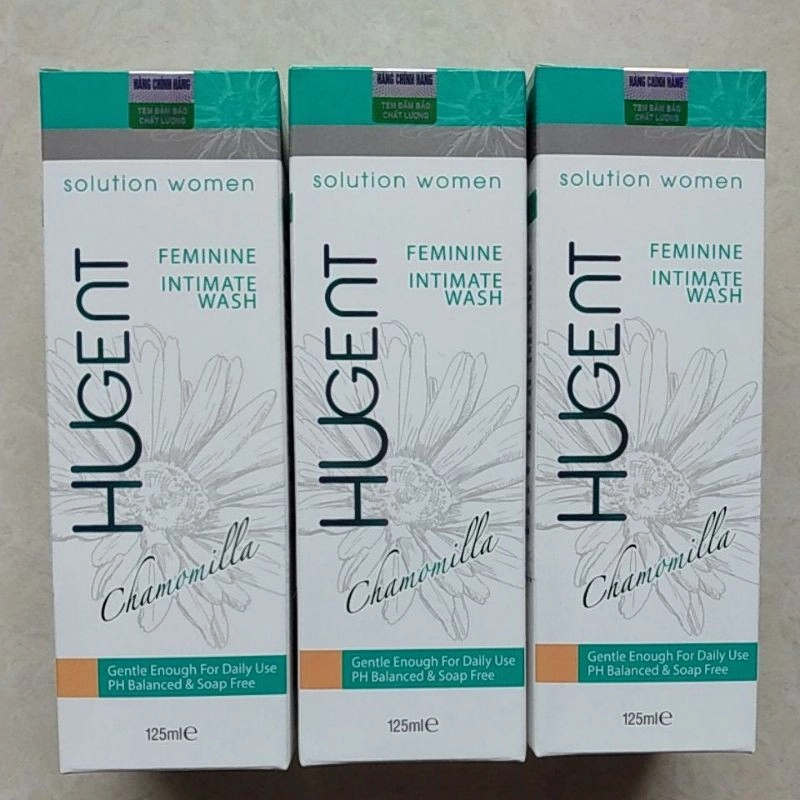 HÀNG CHÍNH HÃNG
TEM ĐẢM BẢO
CHẤT LƯỢNG
solution women
HUGENT
FEMININE
INTIMATE
WASH
Chamomilla
Gentle Enough For Daily Use
PH Balanced & Soap Free
125ml℮
HÀNG CHÍNH HÃNG
TEM ĐẢM BẢO
CHẤT LƯỢNG
solution women
HUGENT
FEMININE
INTIMATE
WASH
Chamomilla
Gentle Enough For Daily Use
PH Balanced & Soap Free
125ml℮
HÀNG CHÍNH HÃNG
TEM ĐẢM BẢO
CHẤT LƯỢNG
solution women
HUGENT
FEMININE
INTIMATE
WASH
Chamomilla
Gentle Enough For Daily Use
PH Balanced & Soap Free
125ml℮